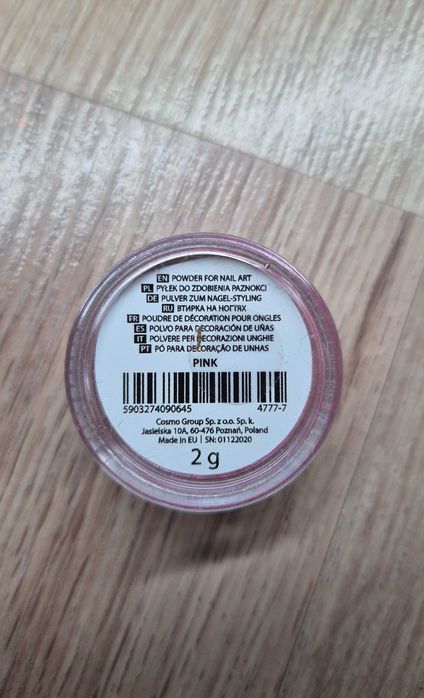 EN POWDER FOR NAIL ART
PL PYŁEK DO ZDOBIENIA PAZNOKCI
DE PULVER ZUM NAGEL-STYLING
RU ВТИРКА НА НОГТЯХ
FR POUDRE DE DÉCORATION POUR ONGLES
ES POLVO PARA DECORACIÓN DE UÑAS
IT POLVERE PER DECORAZIONI UNGHIE
PT PÓ PARA DECORAÇÃO DE UNHAS
PINK
5903274090645 4777-7
Cosmo Group Sp. z o.o. Sp. k.
Jasielska 10A, 60-476 Poznań, Poland
Made in EU | SN: 01122020
2 g